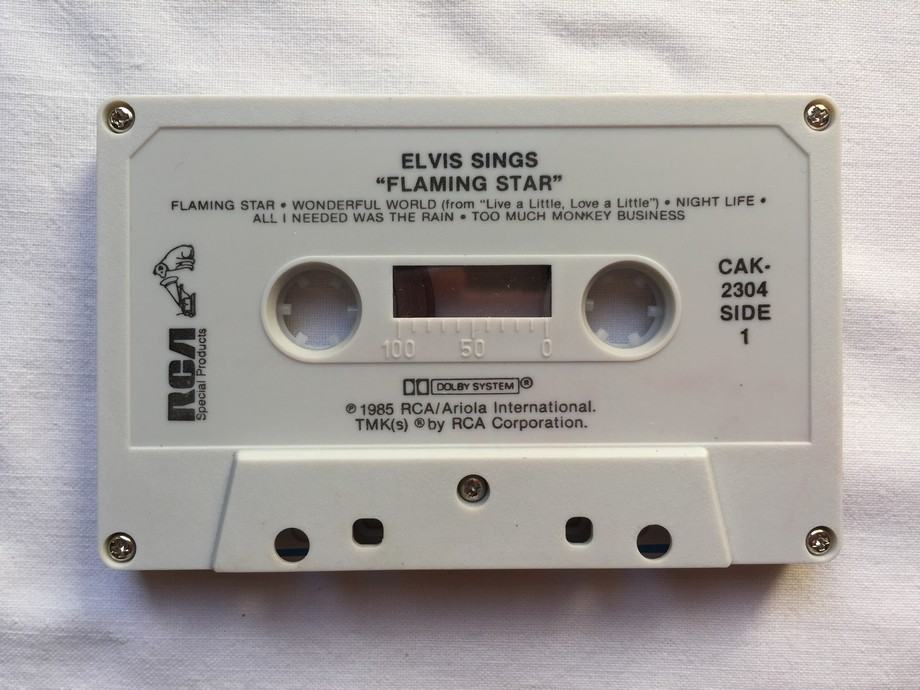 ELVIS SINGS
“FLAMING STAR”
FLAMING STAR • WONDERFUL WORLD (from “Live a Little, Love a Little”) • NIGHT LIFE •
ALL I NEEDED WAS THE RAIN • TOO MUCH MONKEY BUSINESS
RCA
Special Products
CAK-
2304
SIDE
1
100 50 0
DOLBY SYSTEM ®
℗ 1985 RCA/Ariola International.
TMK(s) ® by RCA Corporation.